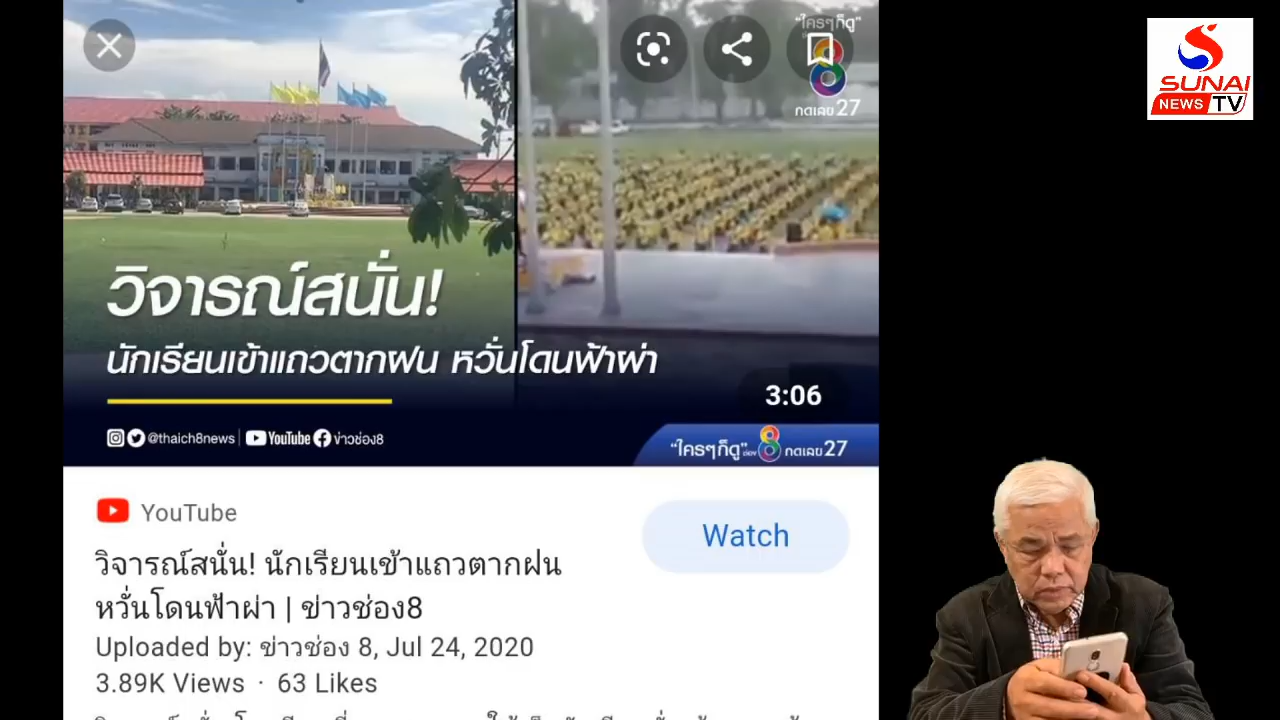 "ใครๆก็ดู"
กดเลข 27
SUNAI
NEWS TV
วิจารณ์สนั่น!
นักเรียนเข้าแถวตากฝน หวั่นโดนฟ้าผ่า
3:06
@thaich8news | YouTube ข่าวช่อง8
"ใครๆก็ดู" ช่อง 8 กดเลข 27
YouTube
Watch
วิจารณ์สนั่น! นักเรียนเข้าแถวตากฝน
หวั่นโดนฟ้าผ่า | ข่าวช่อง8
Uploaded by: ข่าวช่อง 8, Jul 24, 2020
3.89K Views · 63 Likes